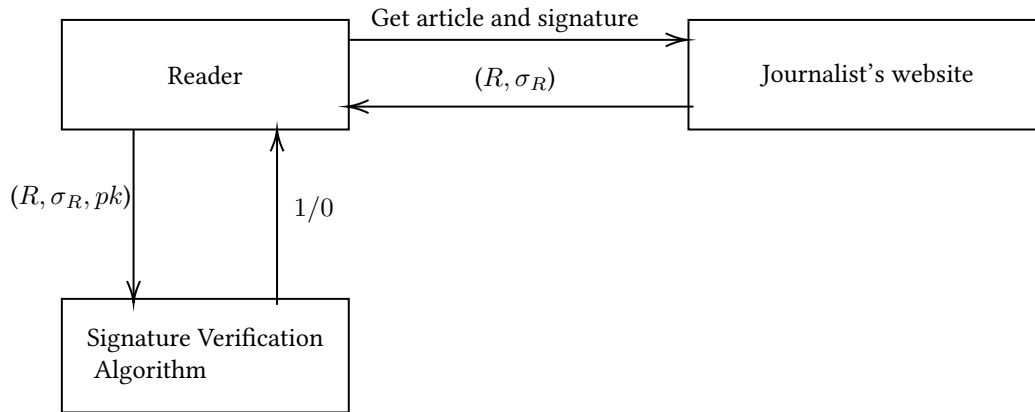 Get article and signature
Reader
Journalist's website
(R, σ_R)
(R, σ_R, pk)
1/0
Signature Verification
Algorithm